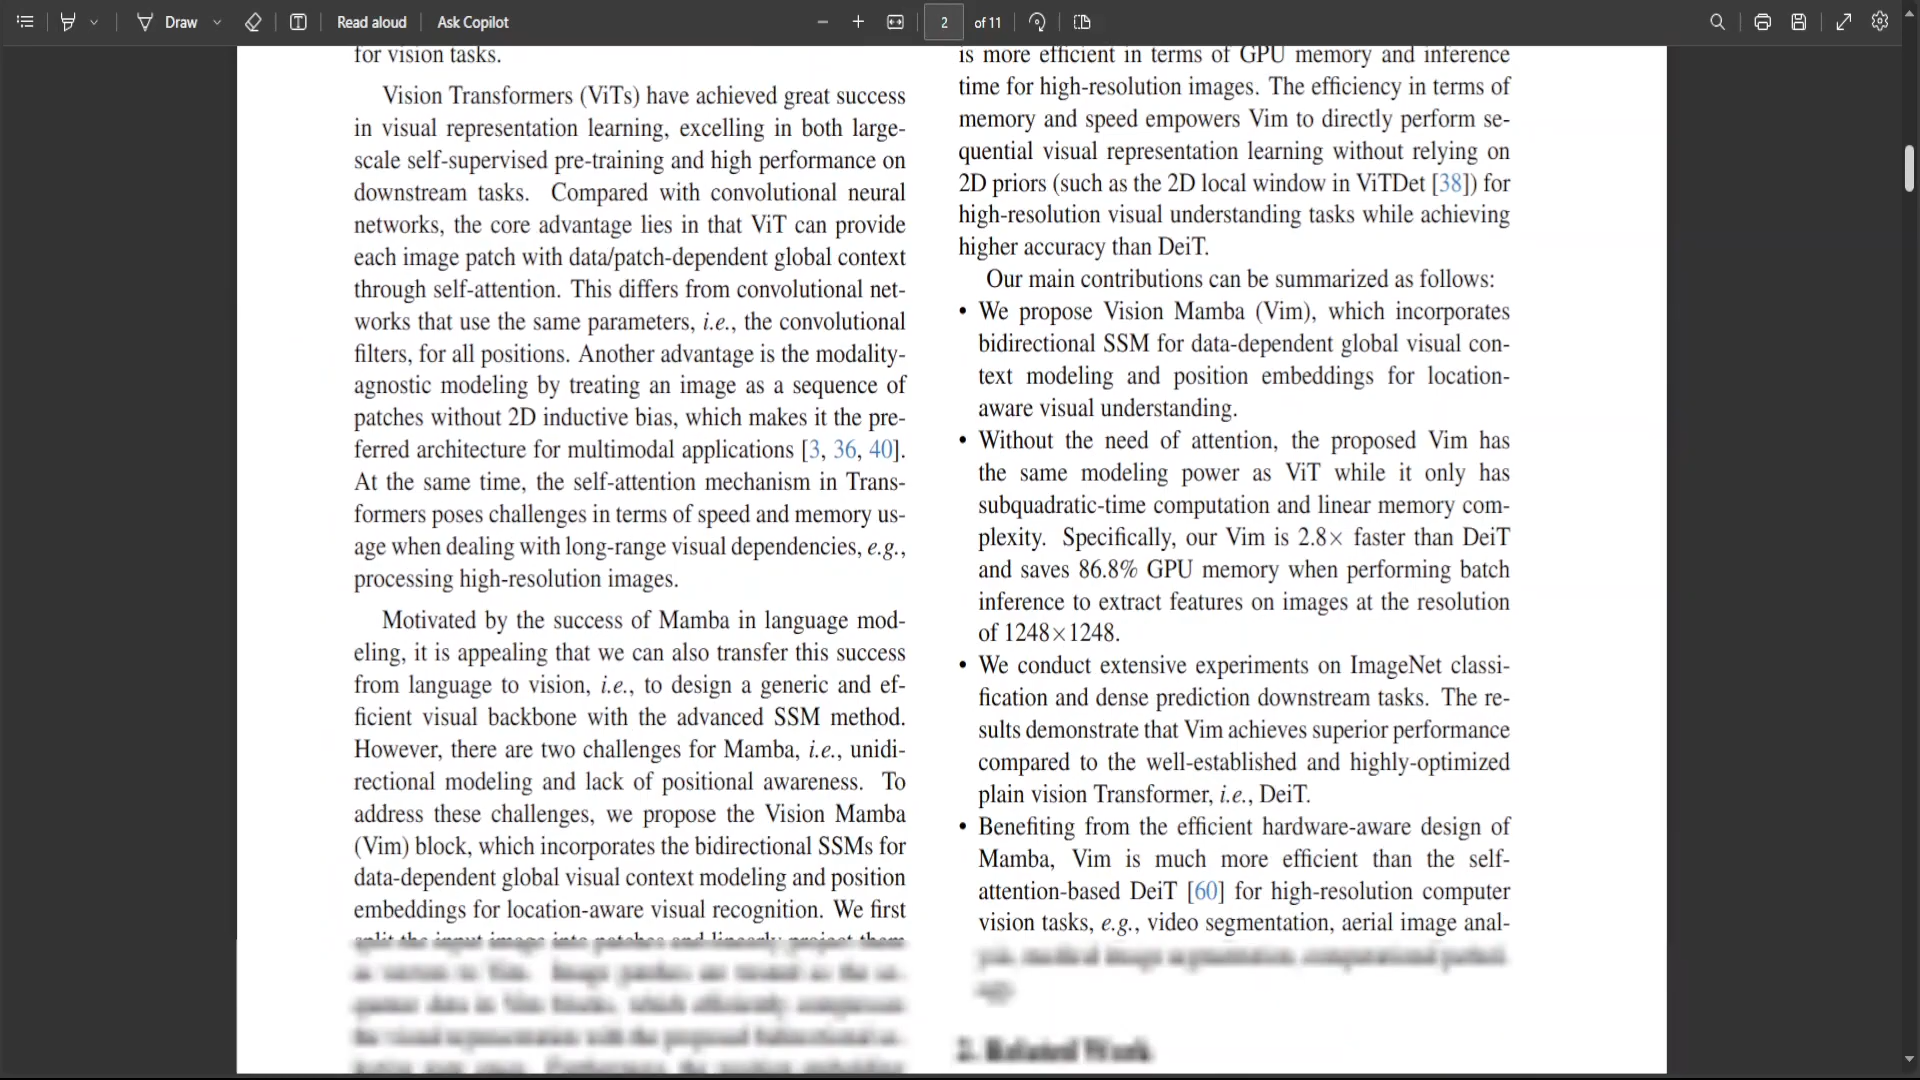 Draw
Read aloud
Ask Copilot
2 of 11
for vision tasks.
Vision Transformers (ViTs) have achieved great success
in visual representation learning, excelling in both large-
scale self-supervised pre-training and high performance on
downstream tasks. Compared with convolutional neural
networks, the core advantage lies in that ViT can provide
each image patch with data/patch-dependent global context
through self-attention. This differs from convolutional net-
works that use the same parameters, i.e., the convolutional
filters, for all positions. Another advantage is the modality-
agnostic modeling by treating an image as a sequence of
patches without 2D inductive bias, which makes it the pre-
ferred architecture for multimodal applications [3, 36, 40].
At the same time, the self-attention mechanism in Trans-
formers poses challenges in terms of speed and memory us-
age when dealing with long-range visual dependencies, e.g.,
processing high-resolution images.
Motivated by the success of Mamba in language mod-
eling, it is appealing that we can also transfer this success
from language to vision, i.e., to design a generic and ef-
ficient visual backbone with the advanced SSM method.
However, there are two challenges for Mamba, i.e., unidi-
rectional modeling and lack of positional awareness. To
address these challenges, we propose the Vision Mamba
(Vim) block, which incorporates the bidirectional SSMs for
data-dependent global visual context modeling and position
embeddings for location-aware visual recognition. We first
split the input image into patches and linearly project them
is more efficient in terms of GPU memory and inference
time for high-resolution images. The efficiency in terms of
memory and speed empowers Vim to directly perform se-
quential visual representation learning without relying on
2D priors (such as the 2D local window in ViTDet [38]) for
high-resolution visual understanding tasks while achieving
higher accuracy than DeiT.
Our main contributions can be summarized as follows:
• We propose Vision Mamba (Vim), which incorporates
bidirectional SSM for data-dependent global visual con-
text modeling and position embeddings for location-
aware visual understanding.
• Without the need of attention, the proposed Vim has
the same modeling power as ViT while it only has
subquadratic-time computation and linear memory com-
plexity. Specifically, our Vim is 2.8× faster than DeiT
and saves 86.8% GPU memory when performing batch
inference to extract features on images at the resolution
of 1248×1248.
• We conduct extensive experiments on ImageNet classi-
fication and dense prediction downstream tasks. The re-
sults demonstrate that Vim achieves superior performance
compared to the well-established and highly-optimized
plain vision Transformer, i.e., DeiT.
• Benefiting from the efficient hardware-aware design of
Mamba, Vim is much more efficient than the self-
attention-based DeiT [60] for high-resolution computer
vision tasks, e.g., video segmentation, aerial image anal-
2. Related Work